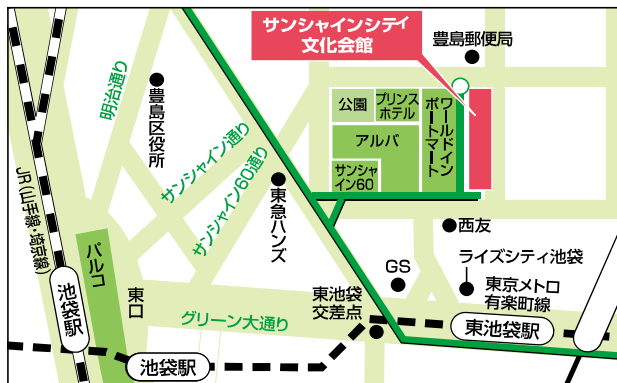 サンシャインシティ
文化会館
豊島郵便局
明治通り
豊島区役所
公園
プリンス
ホテル
ワールドイン
ポートマート
アルパ
サンシャ
イン60
サンシャイン通り
サンシャイン60通り
東急ハンズ
JR(山手線・埼京線)
西友
パルコ
東口
GS
ライズシティ池袋
東京メトロ
有楽町線
池袋駅
グリーン大通り
東池袋
交差点
東池袋駅
池袋駅